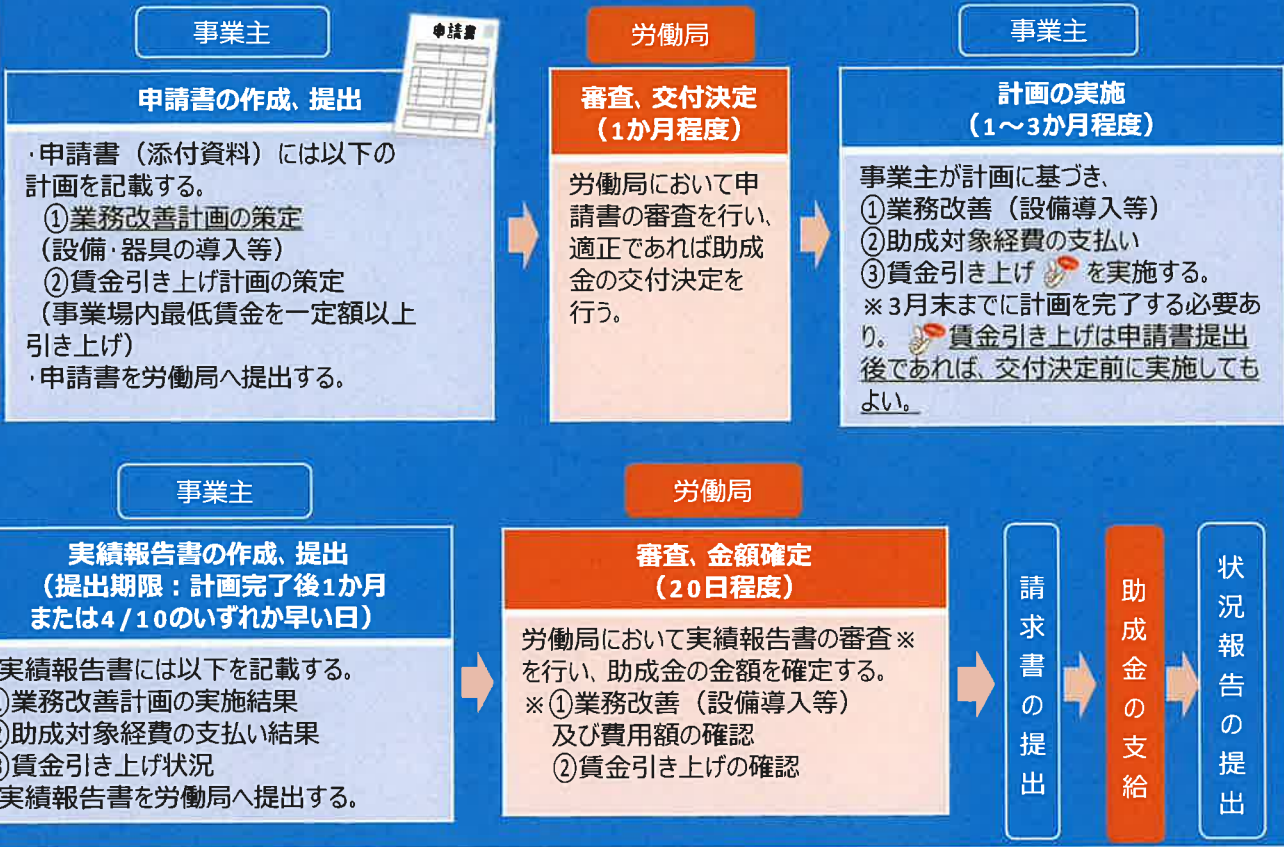 事業主
申請書
申請書の作成、提出
・申請書（添付資料）には以下の
計画を記載する。
①業務改善計画の策定
（設備・器具の導入等）
②賃金引き上げ計画の策定
（事業場内最低賃金を一定額以上
引き上げ）
・申請書を労働局へ提出する。
労働局
審査、交付決定
（1か月程度）
労働局において申
請書の審査を行い、
適正であれば助成
金の交付決定を
行う。
事業主
計画の実施
（1～3か月程度）
事業主が計画に基づき、
①業務改善（設備導入等）
②助成対象経費の支払い
③賃金引き上げ を実施する。
※3月末までに計画を完了する必要あ
り。 賃金引き上げは申請書提出
後であれば、交付決定前に実施しても
よい。
事業主
実績報告書の作成、提出
（提出期限：計画完了後1か月
または4/10のいずれか早い日）
実績報告書には以下を記載する。
①業務改善計画の実施結果
②助成対象経費の支払い結果
③賃金引き上げ状況
実績報告書を労働局へ提出する。
労働局
審査、金額確定
（20日程度）
労働局において実績報告書の審査※
を行い、助成金の金額を確定する。
※①業務改善（設備導入等）
及び費用額の確認
②賃金引き上げの確認
請求書の提出
助成金の支給
状況報告の提出